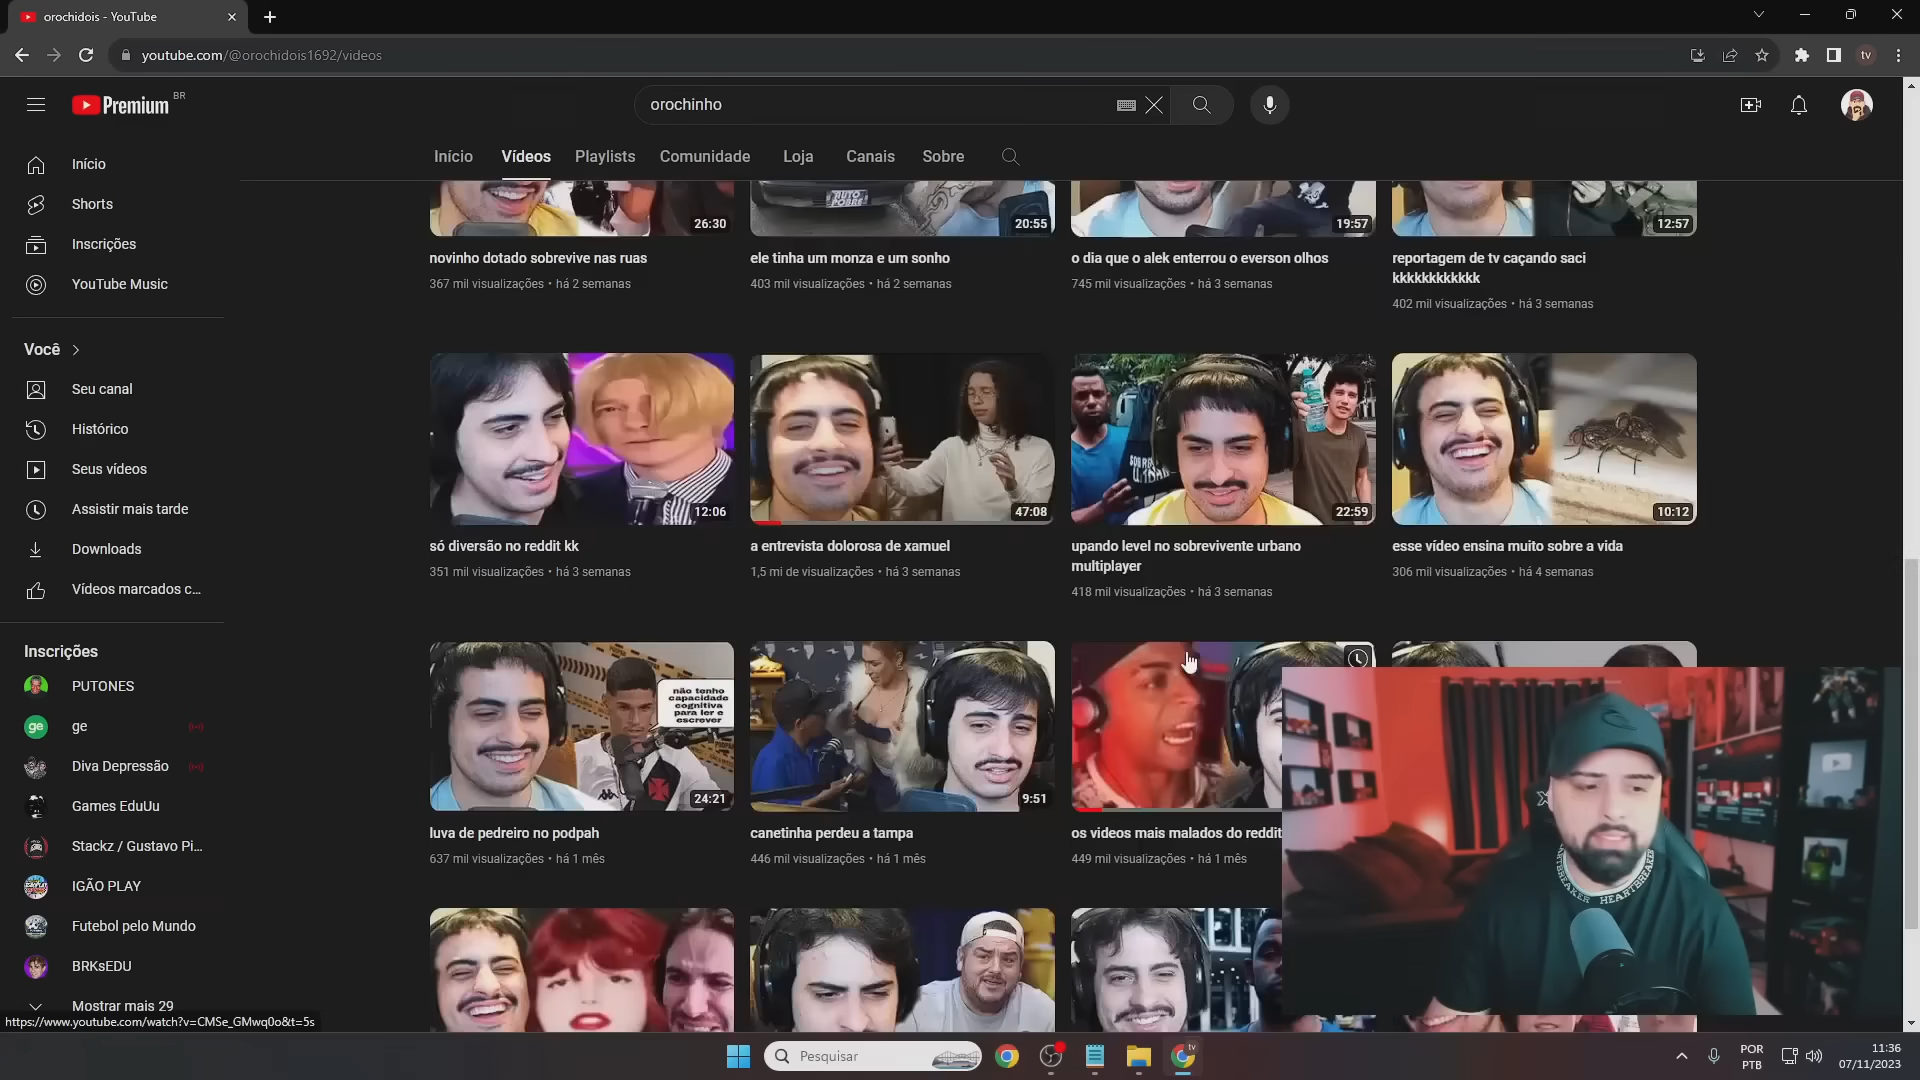 orochidois - YouTube
youtube.com/@orochidois1692/videos
tv
Premium BR
orochinho
Início Vídeos Playlists Comunidade Loja Canais Sobre
Início
Shorts
Inscrições
YouTube Music
Você
Seu canal
Histórico
Seus vídeos
Assistir mais tarde
Downloads
Vídeos marcados c...
Inscrições
PUTONES
ge ge
Diva Depressão
Games EduUu
Stackz / Gustavo Pi...
IGÃO PLAY
Futebol pelo Mundo
BRKsEDU
Mostrar mais 29
https://www.youtube.com/watch?v=CMSe_GMwq0o&t=5s
26:30
novinho dotado sobrevive nas ruas
367 mil visualizações • há 2 semanas
20:55
ele tinha um monza e um sonho
403 mil visualizações • há 2 semanas
19:57
o dia que o alek enterrou o everson olhos
745 mil visualizações • há 3 semanas
12:57
reportagem de tv caçando saci
kkkkkkkkkkkk
402 mil visualizações • há 3 semanas
12:06
só diversão no reddit kk
351 mil visualizações • há 3 semanas
47:08
a entrevista dolorosa de xamuel
1,5 mi de visualizações • há 3 semanas
22:59
upando level no sobrevivente urbano
multiplayer
418 mil visualizações • há 3 semanas
10:12
esse vídeo ensina muito sobre a vida
306 mil visualizações • há 4 semanas
não tenho
capacidade
cognitiva
para ler e
escrever
24:21
luva de pedreiro no podpah
637 mil visualizações • há 1 mês
9:51
canetinha perdeu a tampa
446 mil visualizações • há 1 mês
os videos mais malados do reddit
449 mil visualizações • há 1 mês
HEARTBREAKER
Pesquisar
tv
POR
PTB
11:36
07/11/2023